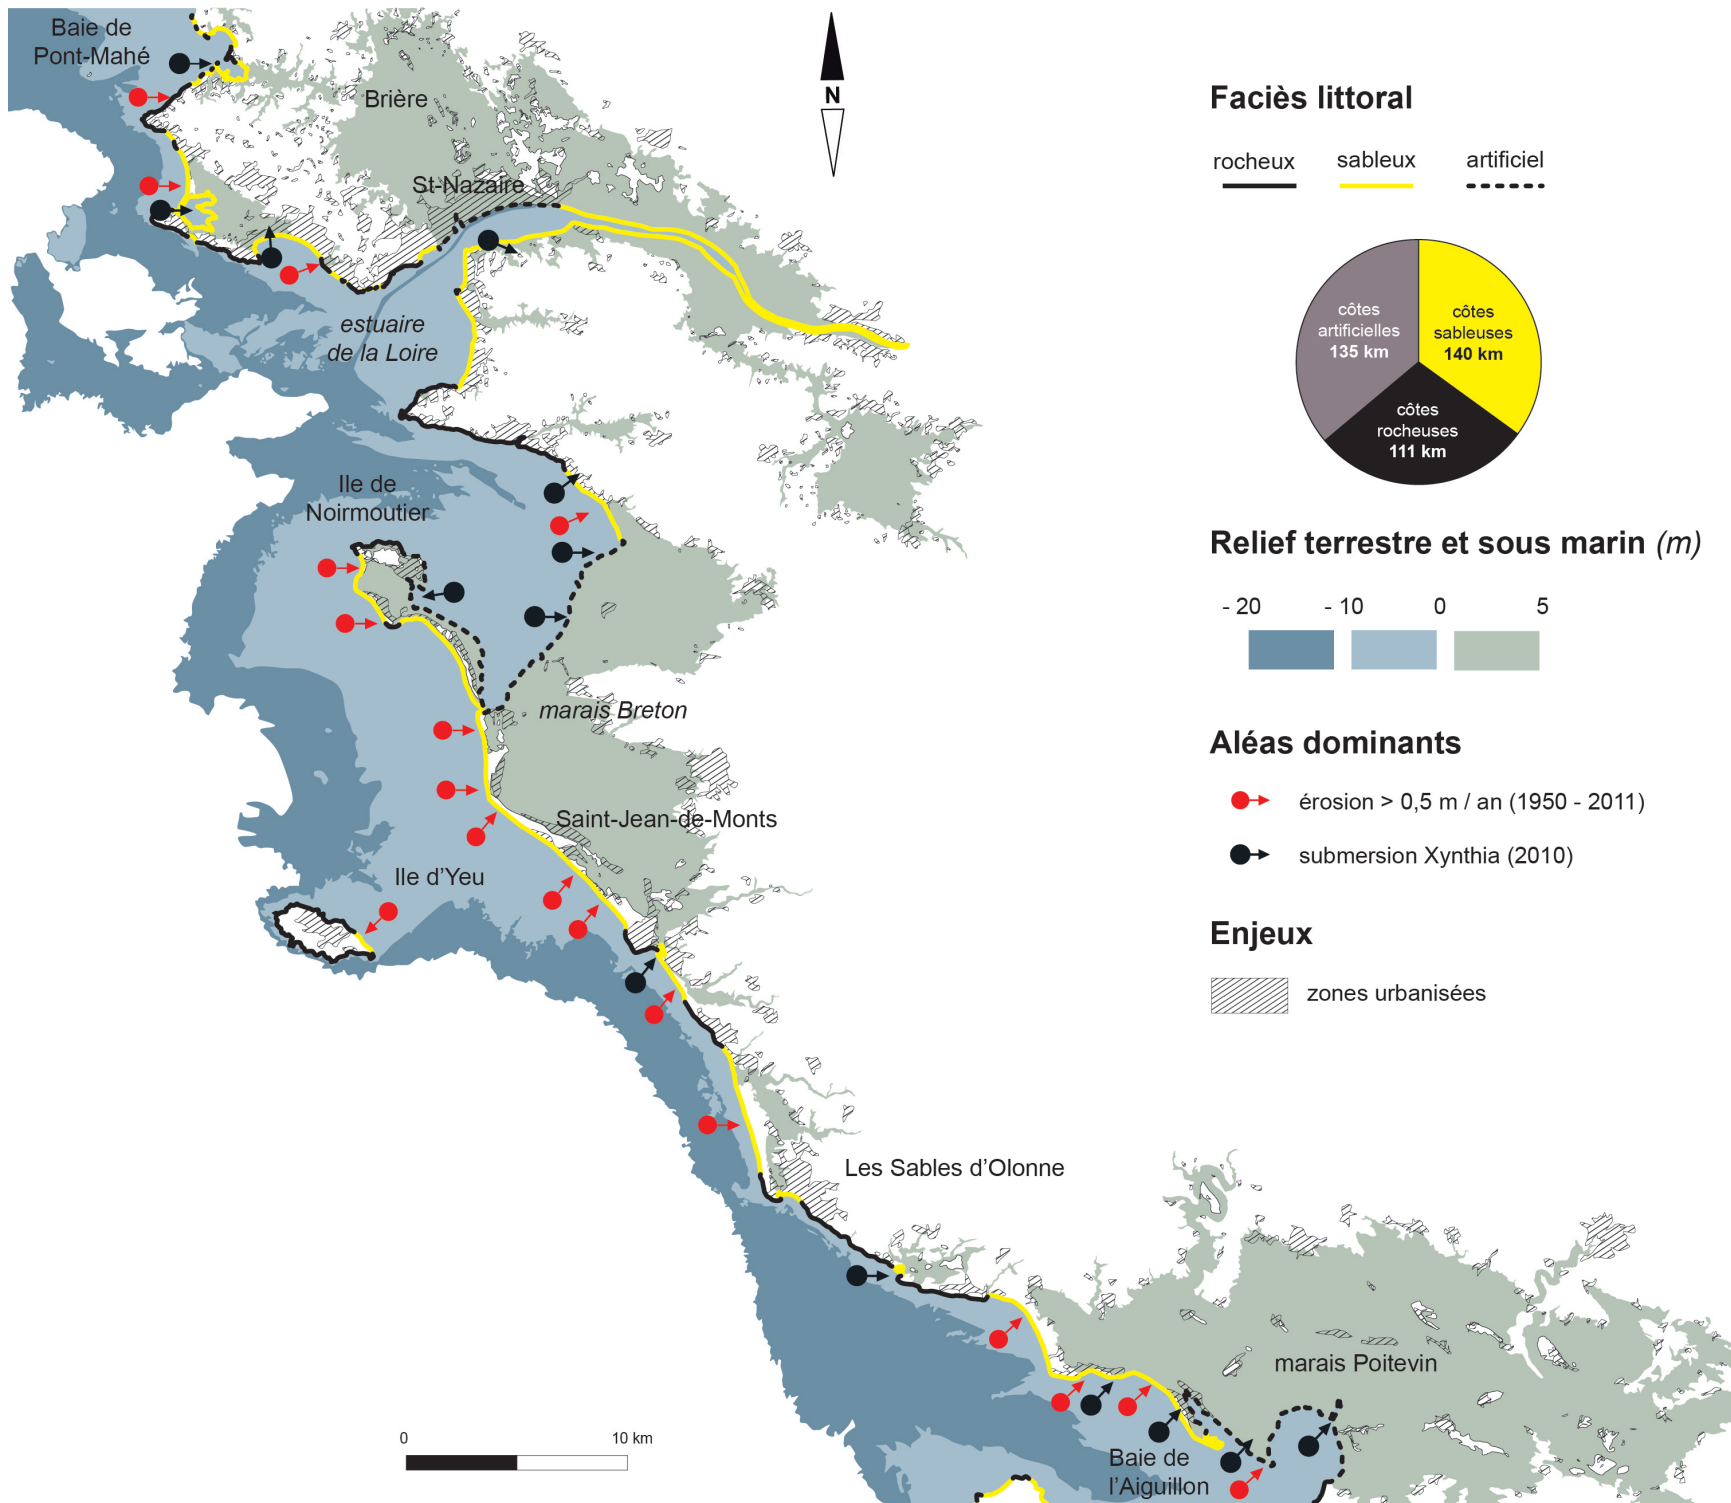 Baie de
Pont-Mahé
Brière
N
St-Nazaire
estuaire
de la Loire
Ile de
Noirmoutier
marais Breton
Saint-Jean-de-Monts
Ile d'Yeu
Les Sables d'Olonne
marais Poitevin
Baie de
l'Aiguillon
0 10 km
Faciès littoral
rocheux sableux artificiel
côtes
artificielles
135 km
côtes
sableuses
140 km
côtes
rocheuses
111 km
Relief terrestre et sous marin (m)
- 20 - 10 0 5
Aléas dominants
érosion > 0,5 m / an (1950 - 2011)
submersion Xynthia (2010)
Enjeux
zones urbanisées